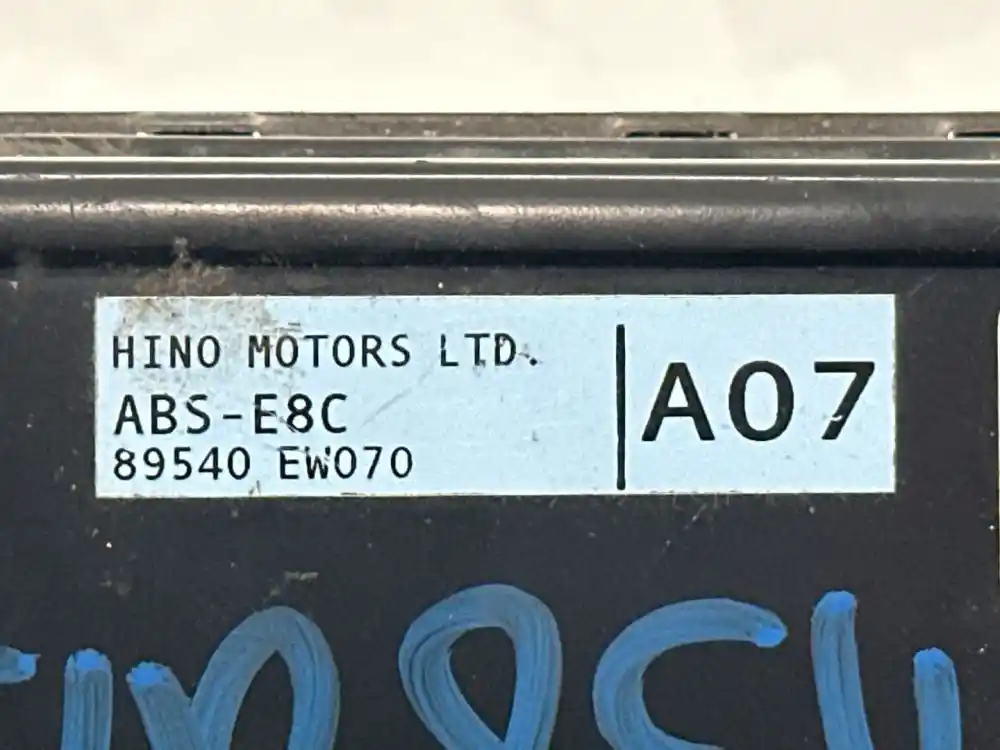 HINO MOTORS LTD.
ABS-E8C
89540 EW070
A07